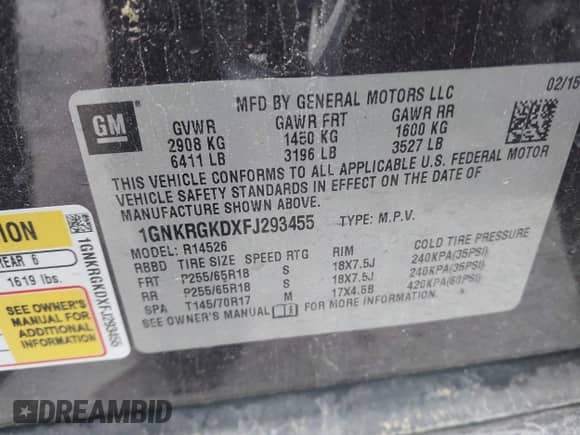 MFD BY GENERAL MOTORS LLC
02/15
GM
GVWR GAWR FRT GAWR RR
2908 KG 1450 KG 1600 KG
6411 LB 3196 LB 3527 LB
THIS VEHICLE CONFORMS TO ALL APPLICABLE U.S. FEDERAL MOTOR
VEHICLE SAFETY STANDARDS IN EFFECT ON THE DATE OF
MANUFACTURE SHOWN ABOVE.
1GNKRGKDXFJ293455 TYPE: M.P.V.
MODEL: R14526
RBBD TIRE SIZE SPEED RTG RIM COLD TIRE PRESSURE
FRT P255/65R18 S 18X7.5J 240KPA(35PSI)
RR P255/65R18 S 18X7.5J 240KPA(35PSI)
SPA T145/70R17 M 17X4.5B 420KPA(60PSI)
SEE OWNER'S MANUAL FOR MORE INFORMATION
TION
EAR 6
1619 lbs.
SEE OWNER'S
MANUAL FOR
ADDITIONAL
INFORMATION
1GNKRGKDXFJ293455
DREAMBID